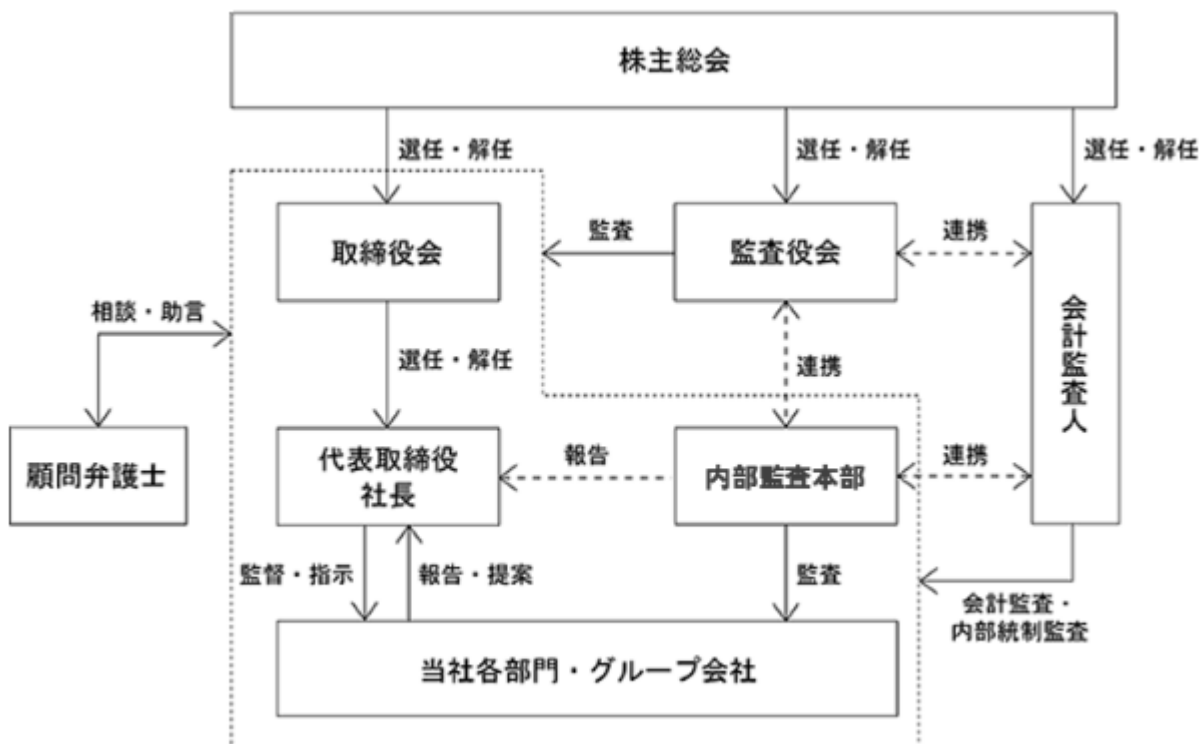 株主総会
選任・解任
選任・解任
選任・解任
取締役会
監査
監査役会
連携
会計監査人
相談・助言
選任・解任
連携
顧問弁護士
代表取締役
社長
報告
内部監査本部
連携
監督・指示
報告・提案
監査
会計監査・
内部統制監査
当社各部門・グループ会社